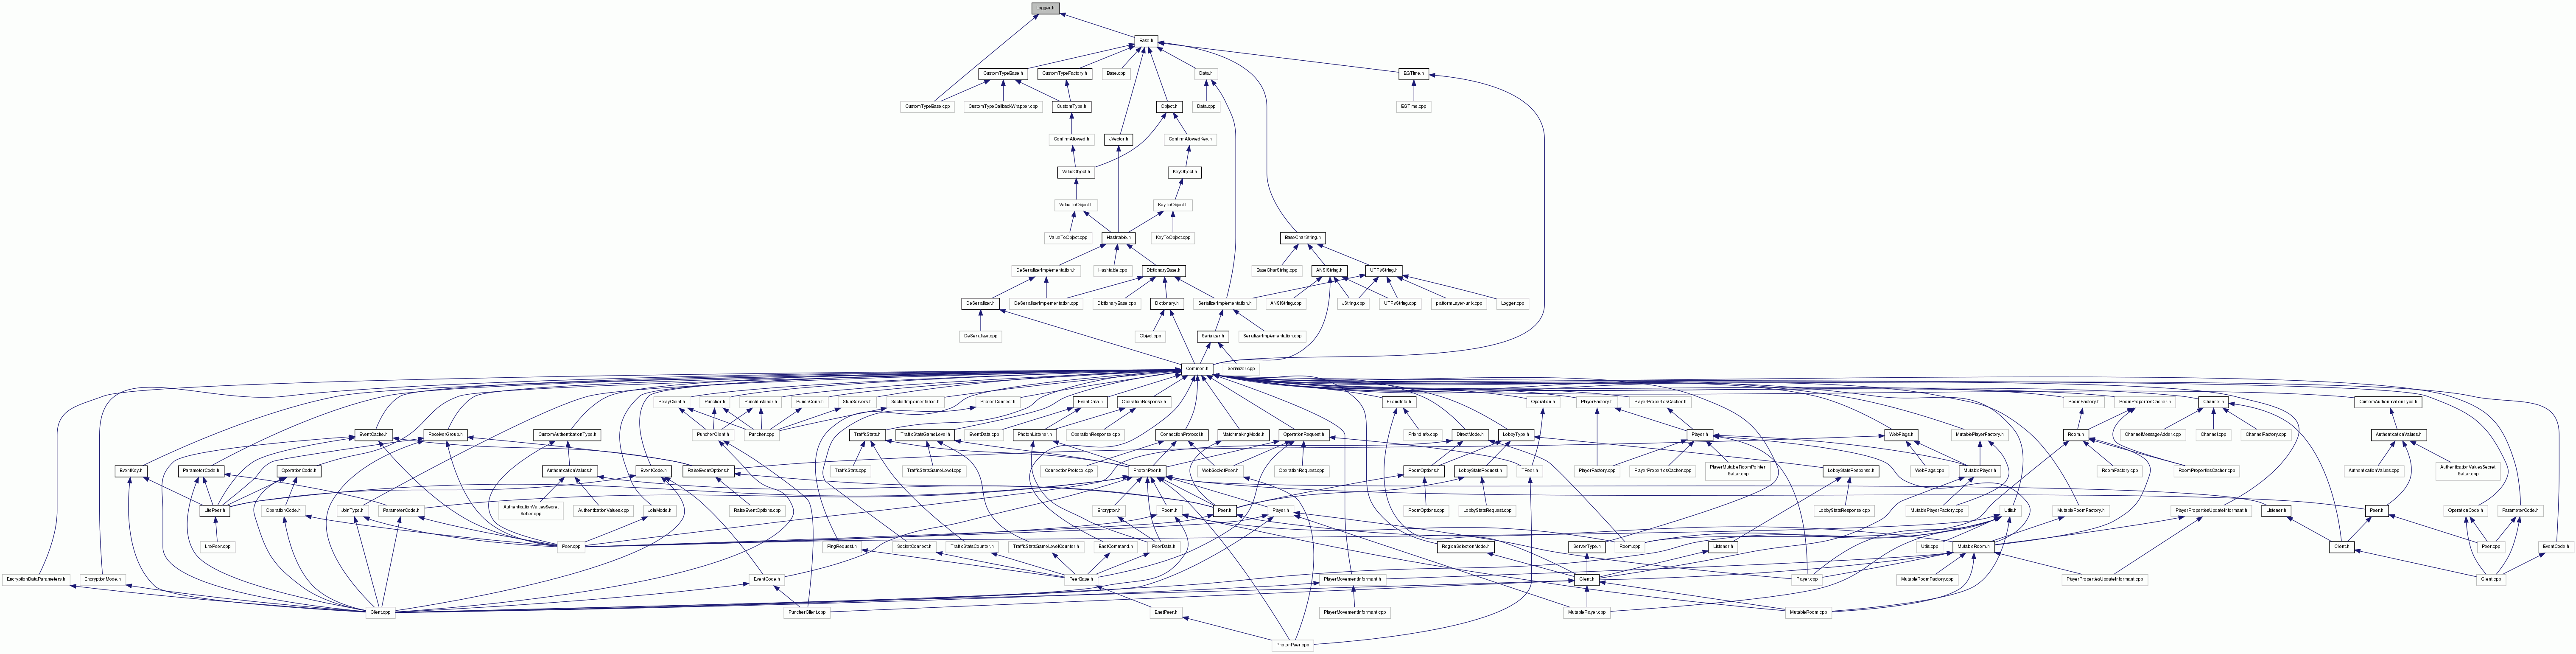 Logger.h
Base.h
CustomTypeBase.h
CustomTypeFactory.h
Base.cpp
Data.h
EGTime.h
CustomTypeBase.cpp
CustomTypeCallbackWrapper.cpp
CustomType.h
Object.h
Data.cpp
EGTime.cpp
ConfirmAllowed.h
JVector.h
ConfirmAllowedKey.h
ValueObject.h
KeyObject.h
ValueToObject.h
KeyToObject.h
ValueToObject.cpp
Hashtable.h
KeyToObject.cpp
BaseCharString.h
DeSerializerImplementation.h
Hashtable.cpp
DictionaryBase.h
BaseCharString.cpp
ANSIString.h
UTF8String.h
DeSerializer.h
DeSerializerImplementation.cpp
DictionaryBase.cpp
Dictionary.h
SerializerImplementation.h
ANSIString.cpp
JString.cpp
UTF8String.cpp
platformLayer-unix.cpp
Logger.cpp
DeSerializer.cpp
Object.cpp
Serializer.h
SerializerImplementation.cpp
Common.h
Serializer.cpp
RelayClient.h
Puncher.h
PunchListener.h
PunchConn.h
StunServers.h
SocketImplementation.h
PhotonConnect.h
EventData.h
OperationResponse.h
FriendInfo.h
Operation.h
PlayerFactory.h
PlayerPropertiesCacher.h
RoomFactory.h
RoomPropertiesCacher.h
Channel.h
CustomAuthenticationType.h
EventCache.h
ReceiverGroup.h
CustomAuthenticationType.h
PuncherClient.h
Puncher.cpp
TrafficStats.h
TrafficStatsGameLevel.h
EventData.cpp
PhotonListener.h
OperationResponse.cpp
ConnectionProtocol.h
MatchmakingMode.h
OperationRequest.h
FriendInfo.cpp
DirectMode.h
LobbyType.h
Player.h
WebFlags.h
MutablePlayerFactory.h
Room.h
ChannelMessageAdder.cpp
Channel.cpp
ChannelFactory.cpp
AuthenticationValues.h
EventKey.h
ParameterCode.h
OperationCode.h
AuthenticationValues.h
EventCode.h
RaiseEventOptions.h
TrafficStats.cpp
TrafficStatsGameLevel.cpp
ConnectionProtocol.cpp
PhotonPeer.h
WebSocketPeer.h
OperationRequest.cpp
RoomOptions.h
LobbyStatsRequest.h
TPeer.h
PlayerFactory.cpp
PlayerPropertiesCacher.cpp
PlayerMutableRoomPointer
Setter.cpp
LobbyStatsResponse.h
WebFlags.cpp
MutablePlayer.h
RoomFactory.cpp
RoomPropertiesCacher.cpp
AuthenticationValues.cpp
AuthenticationValuesSecret
Setter.cpp
LitePeer.h
OperationCode.h
JoinType.h
ParameterCode.h
AuthenticationValuesSecret
Setter.cpp
AuthenticationValues.cpp
JoinMode.h
RaiseEventOptions.cpp
Encryptor.h
Room.h
Peer.h
Player.h
RoomOptions.cpp
LobbyStatsRequest.cpp
LobbyStatsResponse.cpp
MutablePlayerFactory.cpp
Utils.h
MutableRoomFactory.h
PlayerPropertiesUpdateInformant.h
Listener.h
Peer.h
OperationCode.h
ParameterCode.h
LitePeer.cpp
Peer.cpp
PingRequest.h
SocketConnect.h
TrafficStatsCounter.h
TrafficStatsGameLevelCounter.h
EnetCommand.h
PeerData.h
RegionSelectionMode.h
ServerType.h
Room.cpp
Listener.h
Utils.cpp
MutableRoom.h
Client.h
Peer.cpp
EventCode.h
EncryptionDataParameters.h
EncryptionMode.h
EventCode.h
PeerBase.h
PlayerMovementInformant.h
Client.h
Player.cpp
MutableRoomFactory.cpp
PlayerPropertiesUpdateInformant.cpp
Client.cpp
Client.cpp
PuncherClient.cpp
EnetPeer.h
PlayerMovementInformant.cpp
MutablePlayer.cpp
MutableRoom.cpp
PhotonPeer.cpp